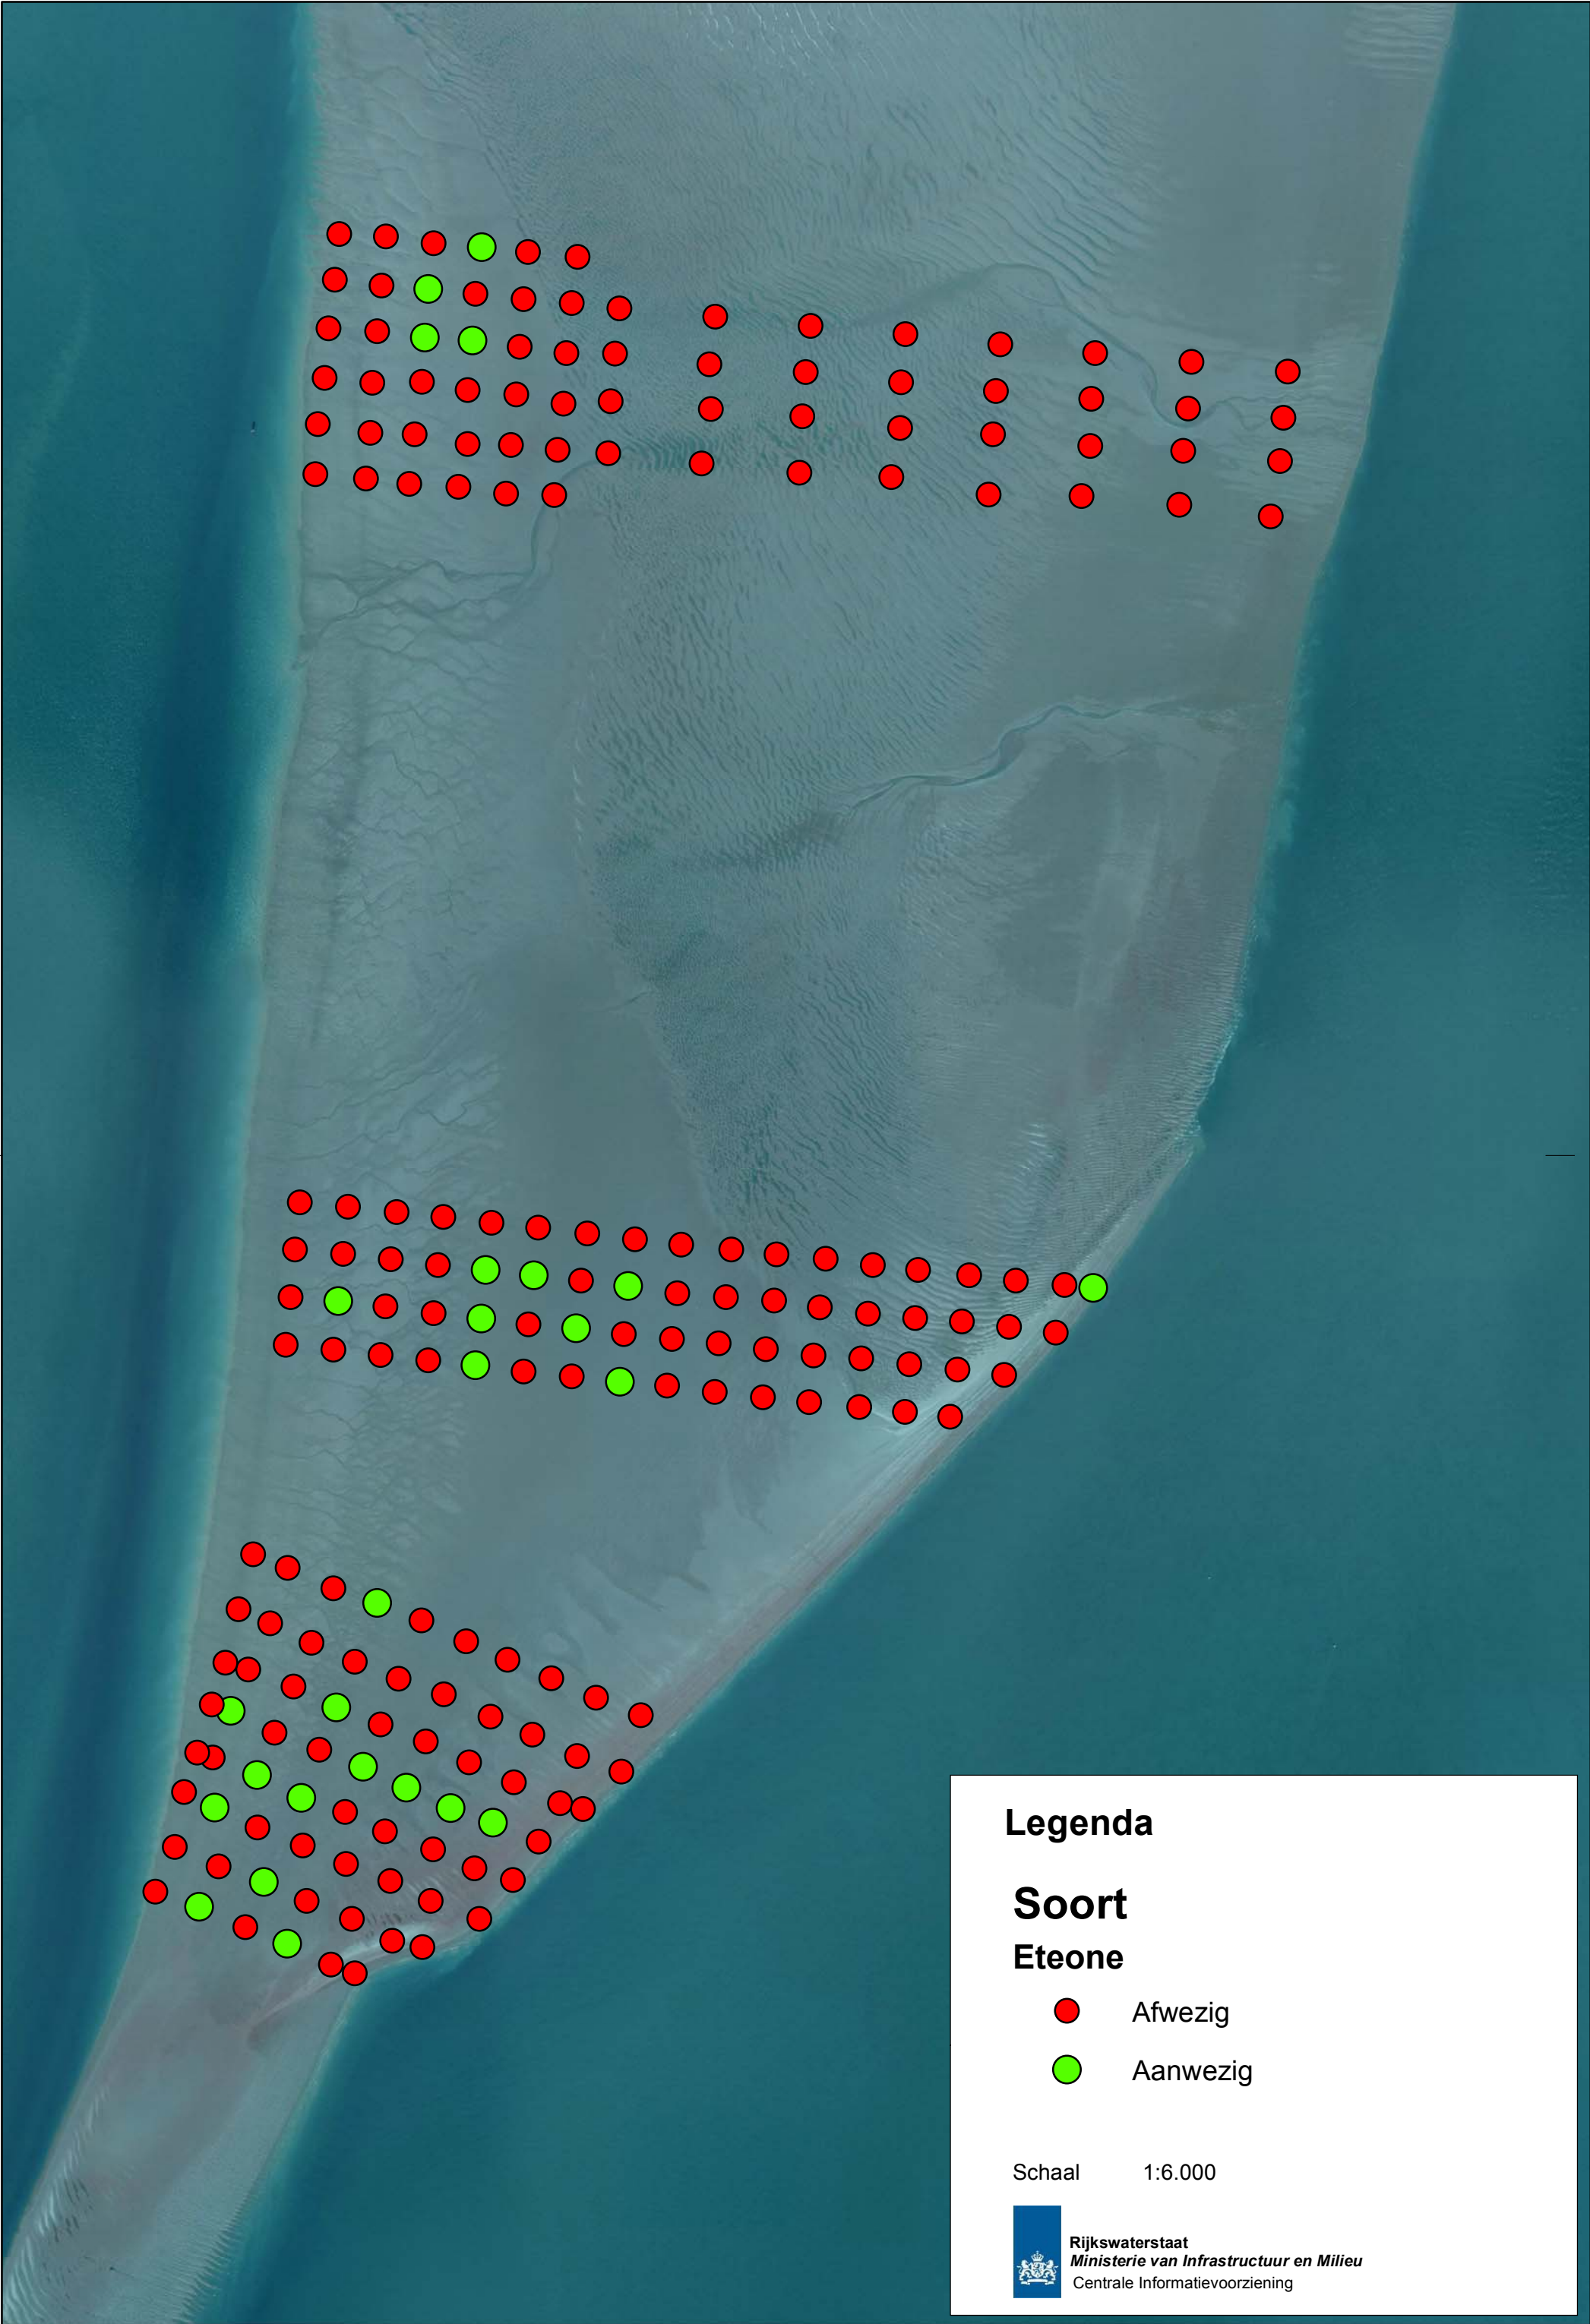 Legenda
Soort
Eteone
Afwezig
Aanwezig
Schaal 1:6.000
Rijkswaterstaat
Ministerie van Infrastructuur en Milieu
Centrale Informatievoorziening